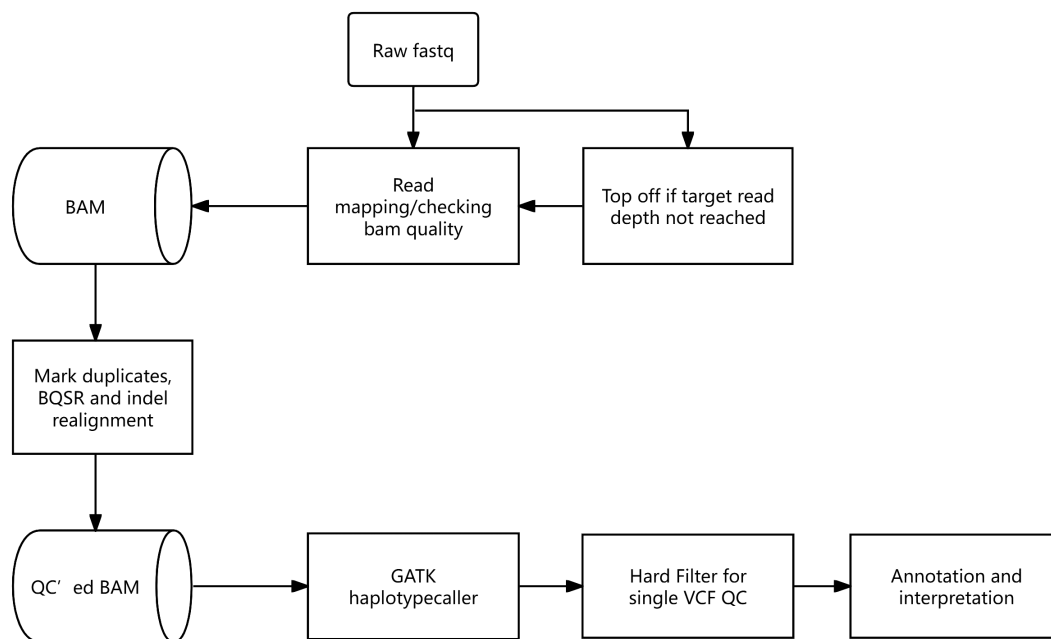 Raw fastq
Read
mapping/checking
bam quality
Top off if target read
depth not reached
BAM
Mark duplicates,
BQSR and indel
realignment
QC’ed BAM
GATK
haplotypecaller
Hard Filter for
single VCF QC
Annotation and
interpretation